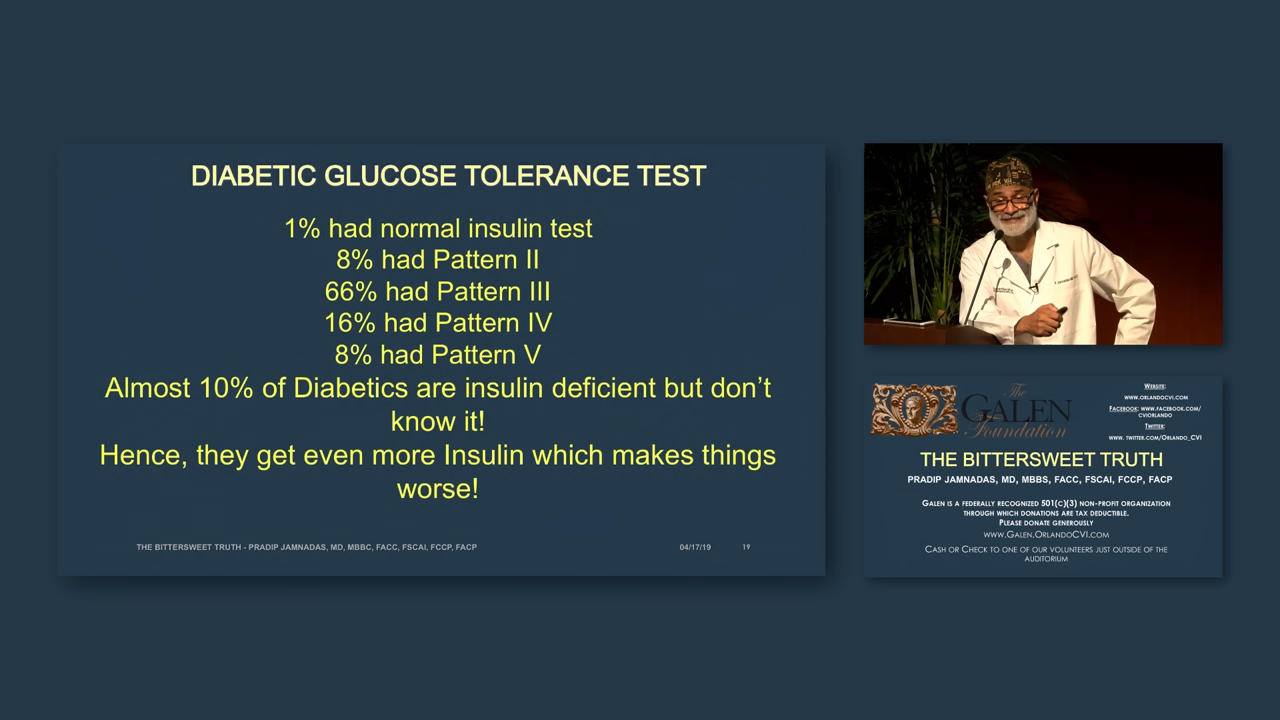 DIABETIC GLUCOSE TOLERANCE TEST
1% had normal insulin test
8% had Pattern II
66% had Pattern III
16% had Pattern IV
8% had Pattern V
Almost 10% of Diabetics are insulin deficient but don't
know it!
Hence, they get even more Insulin which makes things
worse!
THE BITTERSWEET TRUTH - PRADIP JAMNADAS, MD, MBBC, FACC, FSCAI, FCCP, FACP
04/17/19
19
The
GALEN
Foundation
Website:
www.orlandocvi.com
Facebook: www.facebook.com/
cviorlando
Twitter:
www. twitter.com/Orlando_CVI
THE BITTERSWEET TRUTH
PRADIP JAMNADAS, MD, MBBS, FACC, FSCAI, FCCP, FACP
Galen is a federally recognized 501(c)(3) non-profit organization
through which donations are tax deductible.
Please donate generously
www.Galen.OrlandoCVI.com
Cash or Check to one of our volunteers just outside of the
auditorium